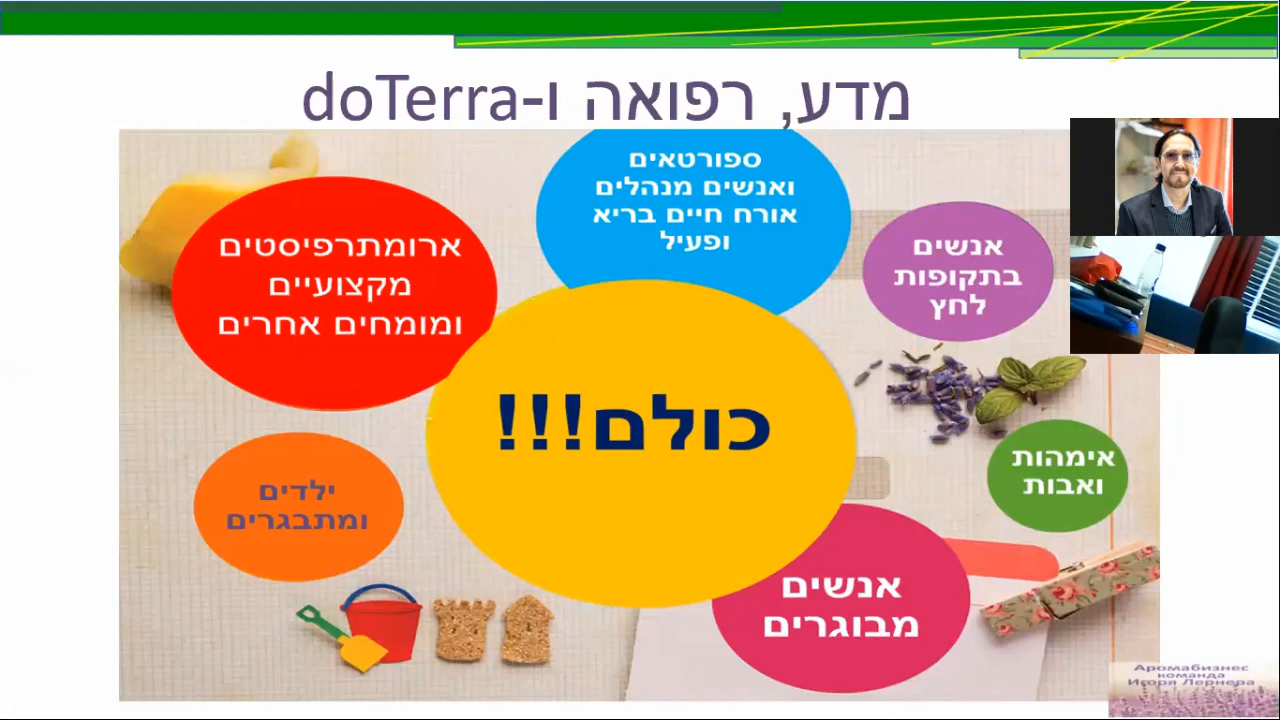 מדע, רפואה ו-doTerra
ספורטאים
ואנשים מנהלים
אורח חיים בריא
ופעיל
ארומתרפיסטים
מקצועיים
ומומחים אחרים
אנשים
בתקופות
לחץ
כולם!!!
אימהות
ואבות
ילדים
ומתבגרים
אנשים
מבוגרים
Аромабизнес
команда
Игоря Лернера